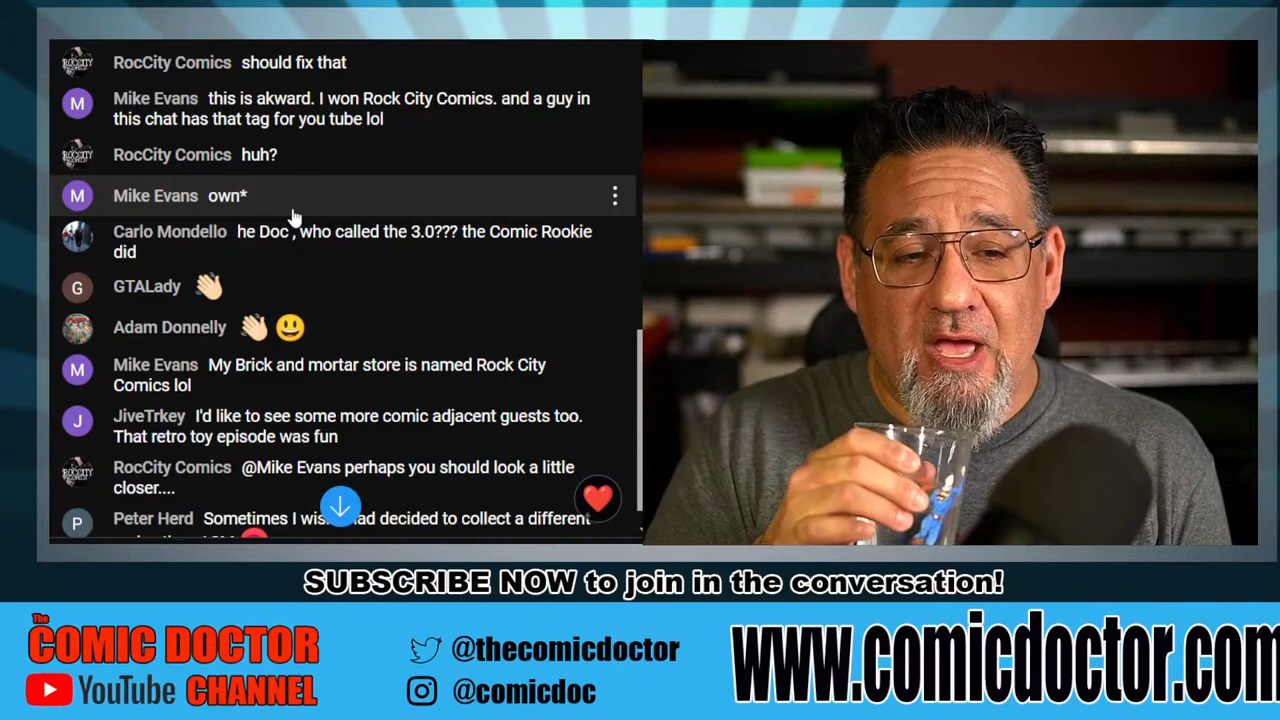 RocCity Comics should fix that
Mike Evans this is akward. I won Rock City Comics. and a guy in
this chat has that tag for you tube lol
RocCity Comics huh?
M Mike Evans own*
Carlo Mondello he Doc , who called the 3.0??? the Comic Rookie
did
G GTALady
Adam Donnelly
M Mike Evans My Brick and mortar store is named Rock City
Comics lol
J JiveTrkey I'd like to see some more comic adjacent guests too.
That retro toy episode was fun
RocCity Comics @Mike Evans perhaps you should look a little
closer....
P Peter Herd Sometimes I had decided to collect a different
SUBSCRIBE NOW to join in the conversation!
The
COMIC DOCTOR
YouTube CHANNEL
@thecomicdoctor
@comicdoc
www.comicdoctor.com